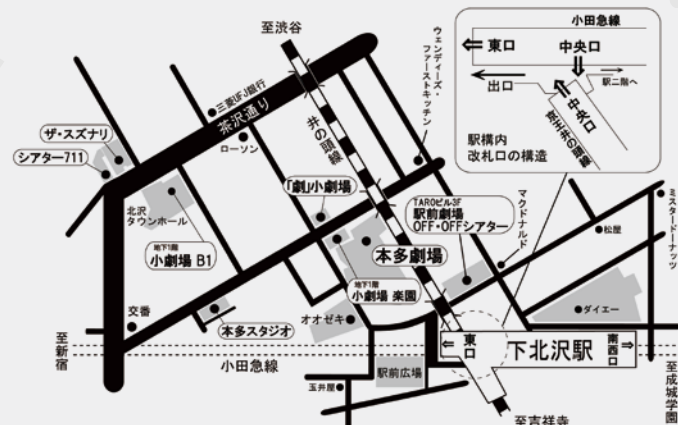 至渋谷
ウェンディーズ・
ファーストキッチン
小田急線
東口
中央口
出口
駅二階へ
中央口
京王井の頭線
駅構内
改札口の構造
三菱UFJ銀行
茶沢通り
ローソン
井の頭線
ザ・スズナリ
シアター711
北沢
タウンホール
地下1階
小劇場 B1
「劇」小劇場
TAROビル3F
駅前劇場
OFF・OFFシアター
マクドナルド
ミスタードーナッツ
松屋
本多劇場
地下1階
小劇場 楽園
ダイエー
交番
本多スタジオ
オオゼキ
至新宿
小田急線
東口
下北沢駅
南西口
駅前広場
玉井屋
至成城学園
至吉祥寺